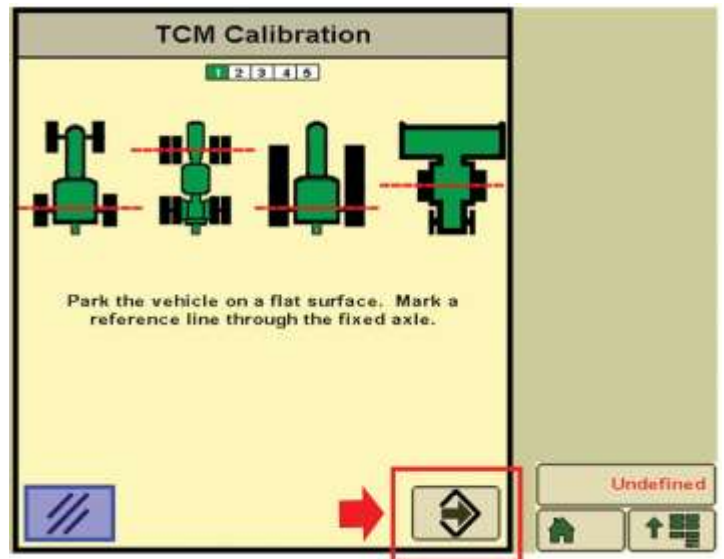 TCM Calibration
1 2 3 4 5
Park the vehicle on a flat surface. Mark a
reference line through the fixed axle.
Undefined